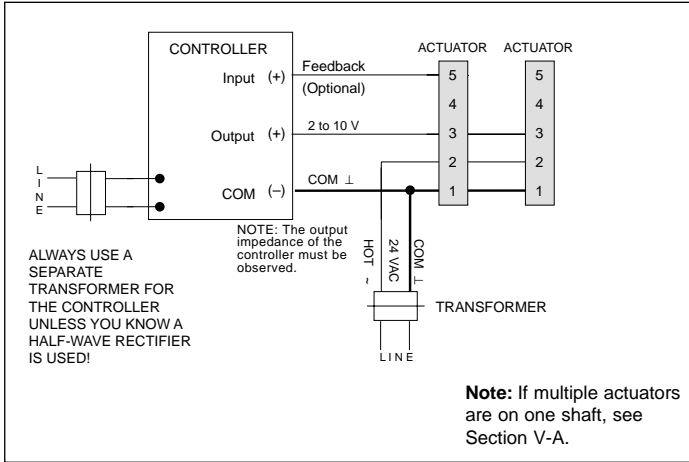 CONTROLLER
ACTUATOR ACTUATOR
Input (+)
Feedback
(Optional)
5 5
4 4
Output (+)
2 to 10 V
3 3
2 2
COM (–)
COM ⊥
1 1
LINE
NOTE: The output
impedance of the
controller must be
observed.
ALWAYS USE A
SEPARATE
TRANSFORMER FOR
THE CONTROLLER
UNLESS YOU KNOW A
HALF-WAVE RECTIFIER
IS USED!
HOT ~
24 VAC
COM ⊥
TRANSFORMER
LINE
Note: If multiple actuators
are on one shaft, see
Section V-A.